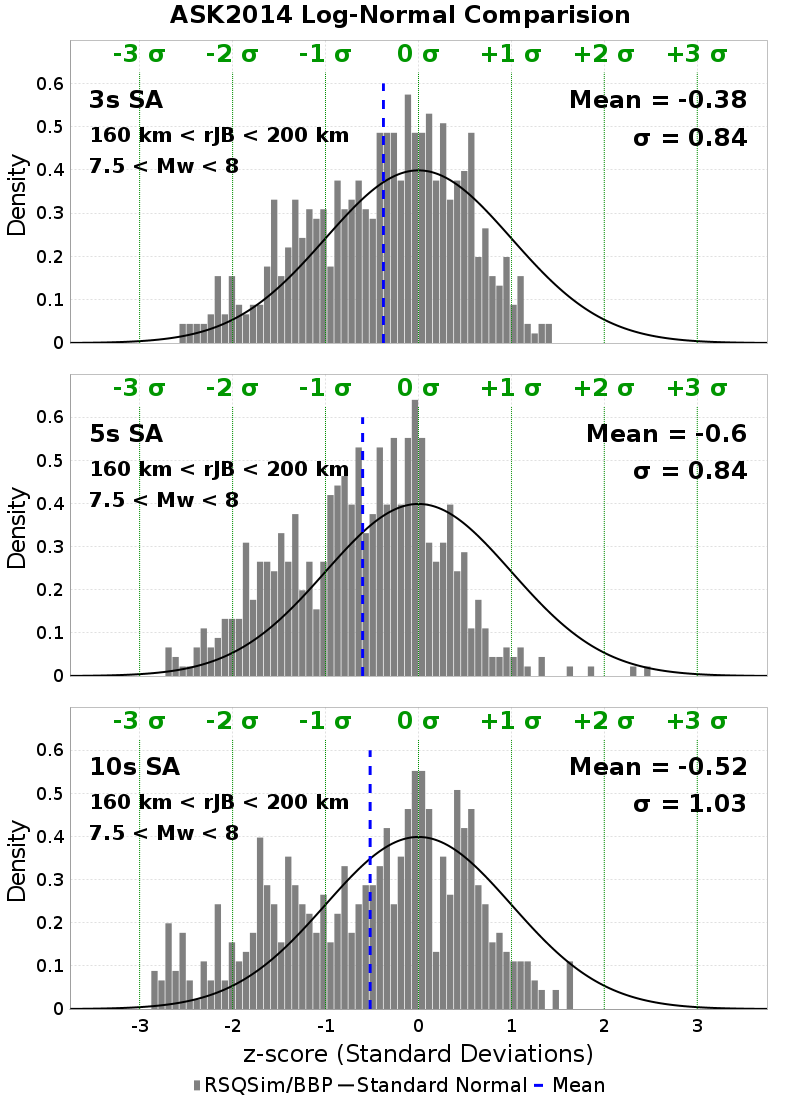 ASK2014 Log-Normal Comparision
-3 σ -2 σ -1 σ 0 σ +1 σ +2 σ +3 σ
3s SA
160 km < rJB < 200 km
7.5 < Mw < 8
Mean = -0.38
σ = 0.84
Density
0.6
0.5
0.4
0.3
0.2
0.1
0
-3 σ -2 σ -1 σ 0 σ +1 σ +2 σ +3 σ
5s SA
160 km < rJB < 200 km
7.5 < Mw < 8
Mean = -0.6
σ = 0.84
Density
0.6
0.5
0.4
0.3
0.2
0.1
0
-3 σ -2 σ -1 σ 0 σ +1 σ +2 σ +3 σ
10s SA
160 km < rJB < 200 km
7.5 < Mw < 8
Mean = -0.52
σ = 1.03
Density
0.6
0.5
0.4
0.3
0.2
0.1
0
-3 -2 -1 0 1 2 3
z-score (Standard Deviations)
RSQSim/BBP Standard Normal Mean